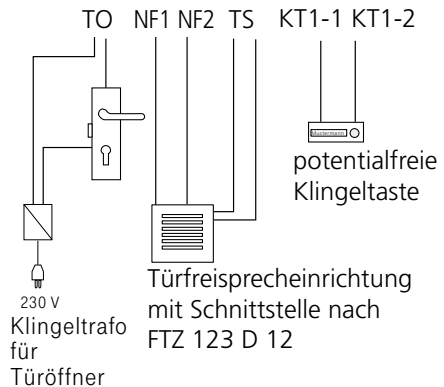 TO NF1 NF2 TS KT1-1 KT1-2
Mustermann
potentialfreie
Klingeltaste
230 V
Klingeltrafo
für
Türöffner
Türfreisprecheinrichtung
mit Schnittstelle nach
FTZ 123 D 12